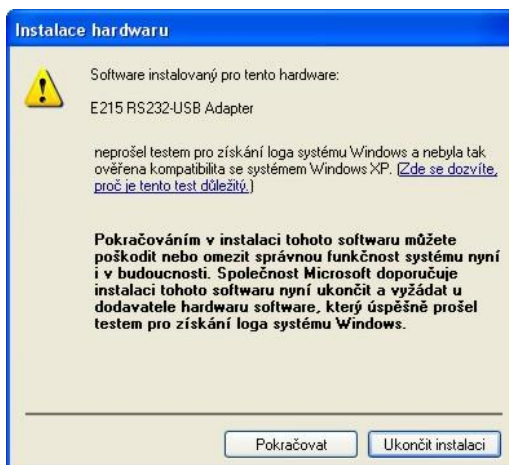 Instalace hardwaru
Software instalovaný pro tento hardware:
E215 RS232-USB Adapter
neprošel testem pro získání loga systému Windows a nebyla tak
ověřena kompatibilita se systémem Windows XP. (Zde se dozvíte,
proč je tento test důležitý.)
Pokračováním v instalaci tohoto softwaru můžete
poškodit nebo omezit správnou funkčnost systému nyní
i v budoucnosti. Společnost Microsoft doporučuje
instalaci tohoto softwaru nyní ukončit a vyžádat u
dodavatele hardwaru software, který úspěšně prošel
testem pro získání loga systému Windows.
Pokračovat
Ukončit instalaci